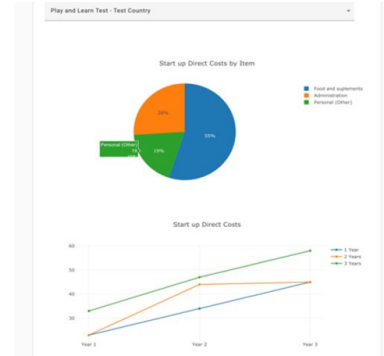 Play and Learn Test - Test Country
Start up Direct Costs by Item
Food and suplements
Administration
Personal (Other)
26%
55%
19%
Personal (Other)
Start up Direct Costs
60
50
40
30
1 Year
2 Years
3 Years
Year 1
Year 2
Year 3